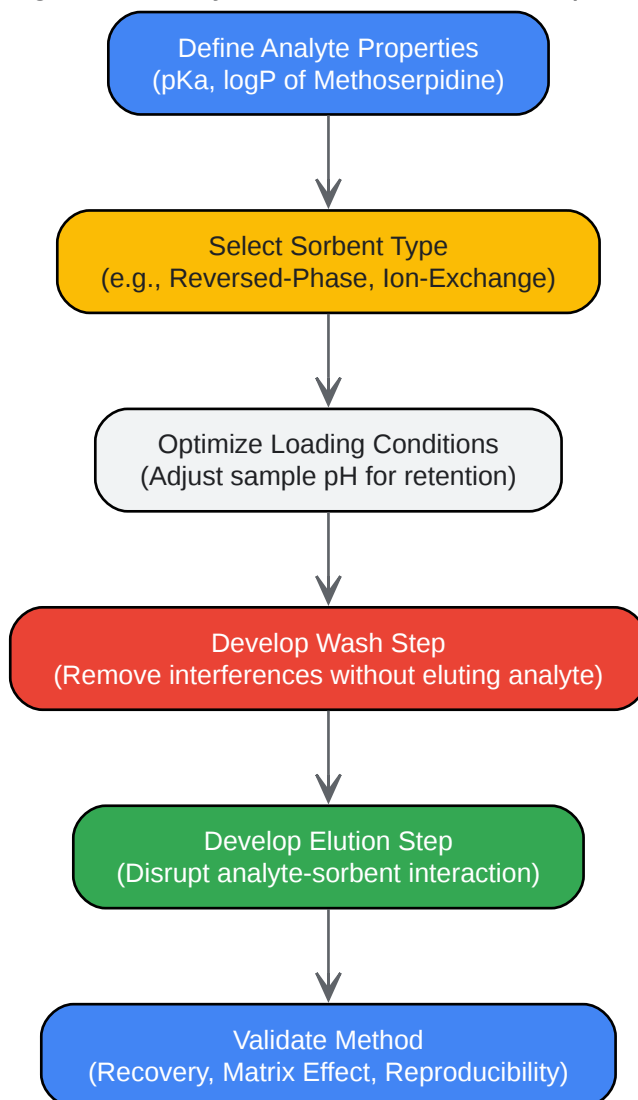 Define Analyte Properties
(pKa, logP of Methoserpidine)
Select Sorbent Type
(e.g., Reversed-Phase, Ion-Exchange)
Optimize Loading Conditions
(Adjust sample pH for retention)
Develop Wash Step
(Remove interferences without eluting analyte)
Develop Elution Step
(Disrupt analyte-sorbent interaction)
Validate Method
(Recovery, Matrix Effect, Reproducibility)